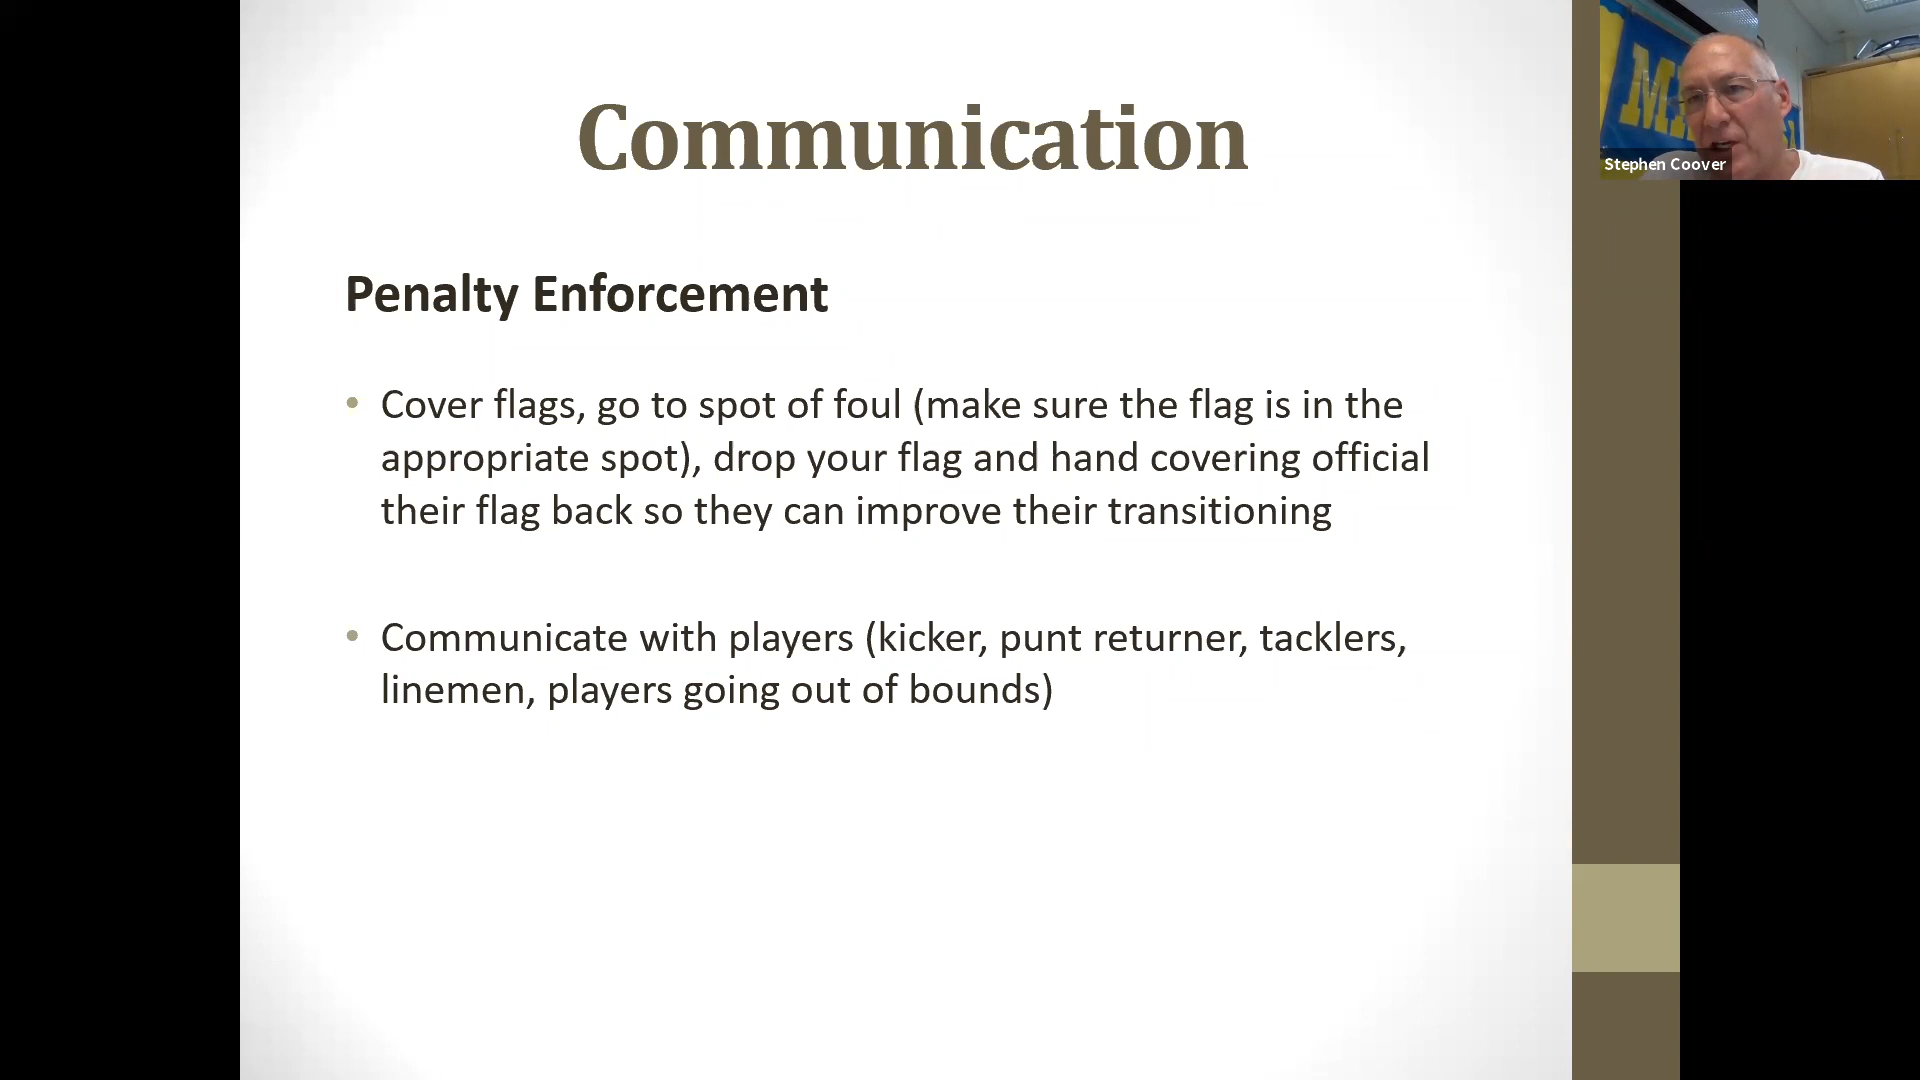 Communication
Stephen Coover
Penalty Enforcement
• Cover flags, go to spot of foul (make sure the flag is in the
appropriate spot), drop your flag and hand covering official
their flag back so they can improve their transitioning
• Communicate with players (kicker, punt returner, tacklers,
linemen, players going out of bounds)